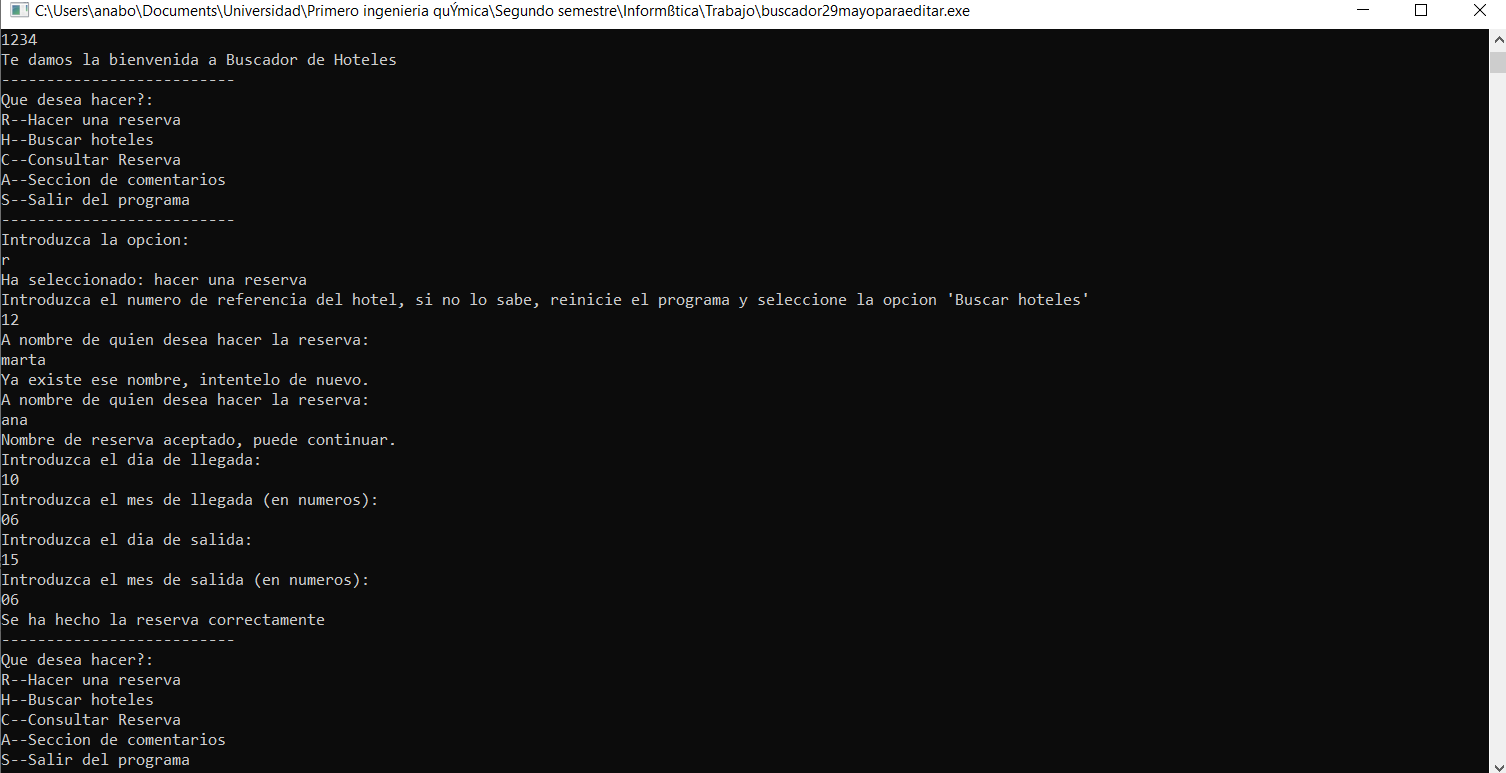 C:\Users\anabo\Documents\Universidad\Primero ingenieria quÝmica\Segundo semestre\Informßtica\Trabajo\buscador29mayoparaeditar.exe
1234
Te damos la bienvenida a Buscador de Hoteles
--------------------------
Que desea hacer?:
R--Hacer una reserva
H--Buscar hoteles
C--Consultar Reserva
A--Seccion de comentarios
S--Salir del programa
--------------------------
Introduzca la opcion:
r
Ha seleccionado: hacer una reserva
Introduzca el numero de referencia del hotel, si no lo sabe, reinicie el programa y seleccione la opcion 'Buscar hoteles'
12
A nombre de quien desea hacer la reserva:
marta
Ya existe ese nombre, intentelo de nuevo.
A nombre de quien desea hacer la reserva:
ana
Nombre de reserva aceptado, puede continuar.
Introduzca el dia de llegada:
10
Introduzca el mes de llegada (en numeros):
06
Introduzca el dia de salida:
15
Introduzca el mes de salida (en numeros):
06
Se ha hecho la reserva correctamente
--------------------------
Que desea hacer?:
R--Hacer una reserva
H--Buscar hoteles
C--Consultar Reserva
A--Seccion de comentarios
S--Salir del programa